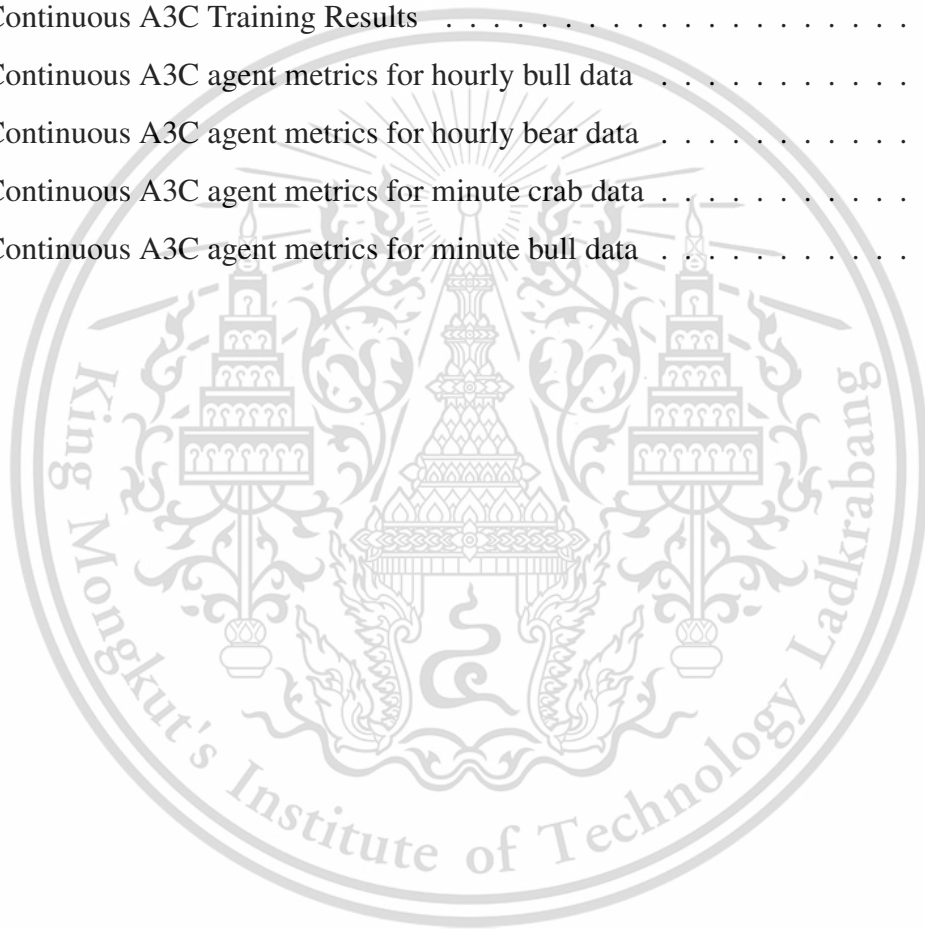 Continuous A3C Training Results . . . . . . . . . . . . . . . . . . . .
Continuous A3C agent metrics for hourly bull data . . . . . . . . . . .
Continuous A3C agent metrics for hourly bear data . . . . . . . . . . .
Continuous A3C agent metrics for minute crab data . . . . . . . . . . .
Continuous A3C agent metrics for minute bull data . . . . . . . . . . .
King Mongkut's Institute of Technology Ladkrabang